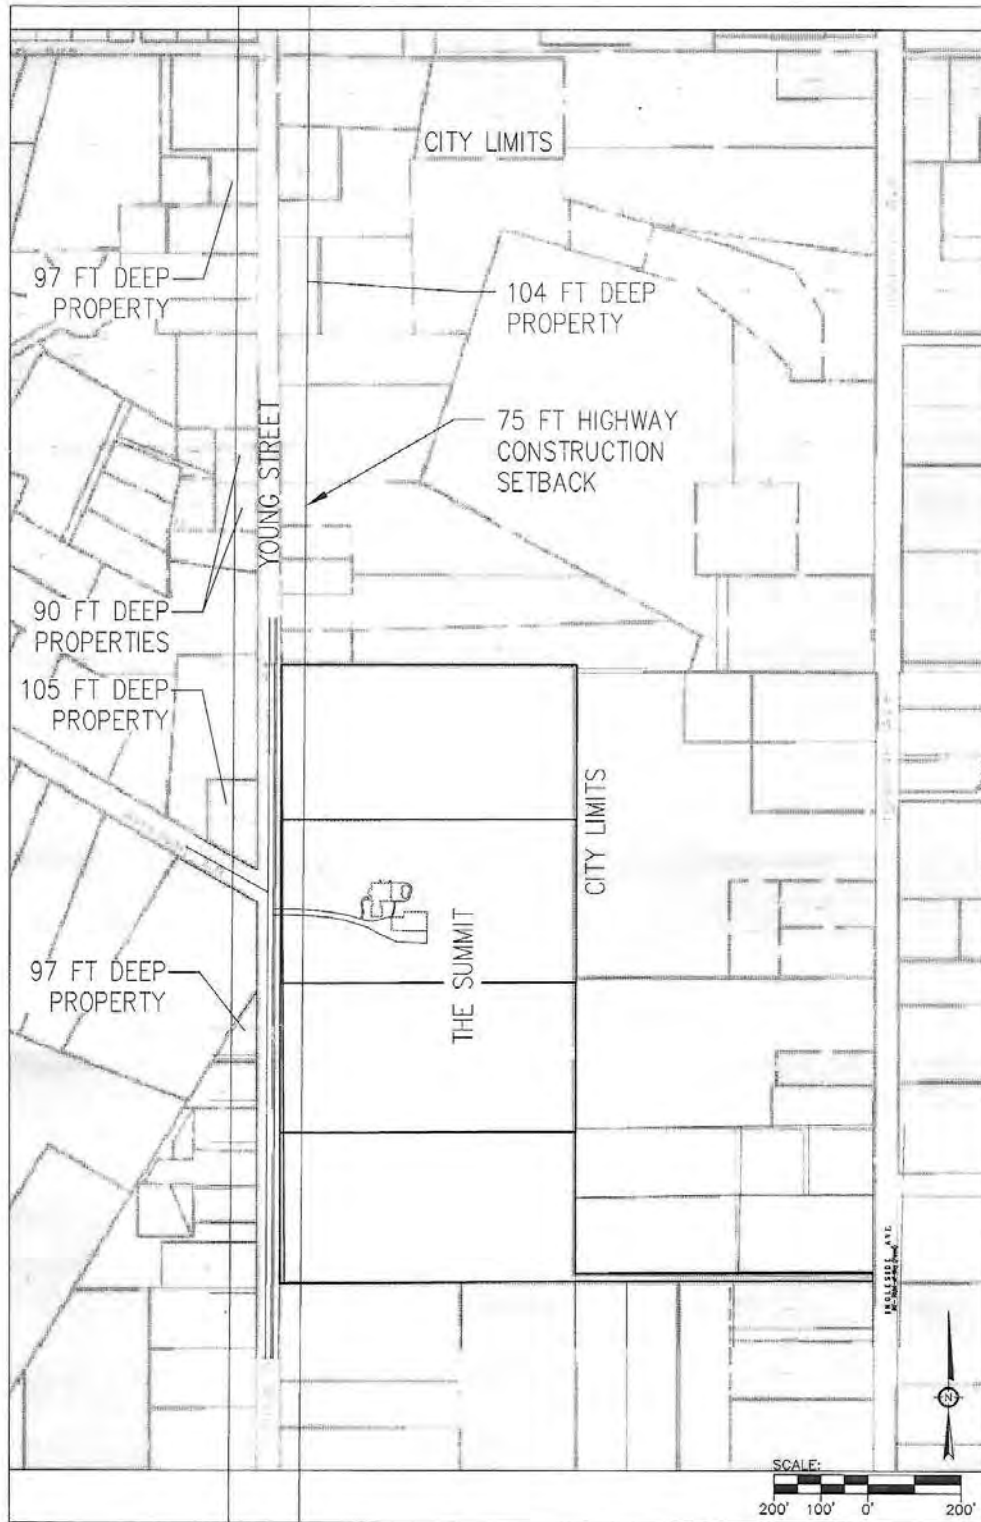 CITY LIMITS
97 FT DEEP
PROPERTY
104 FT DEEP
PROPERTY
75 FT HIGHWAY
CONSTRUCTION
SETBACK
YOUNG STREET
90 FT DEEP
PROPERTIES
105 FT DEEP
PROPERTY
CITY LIMITS
THE SUMMIT
97 FT DEEP
PROPERTY
INGLESIDE AVE
N
SCALE:
200' 100' 0' 200'